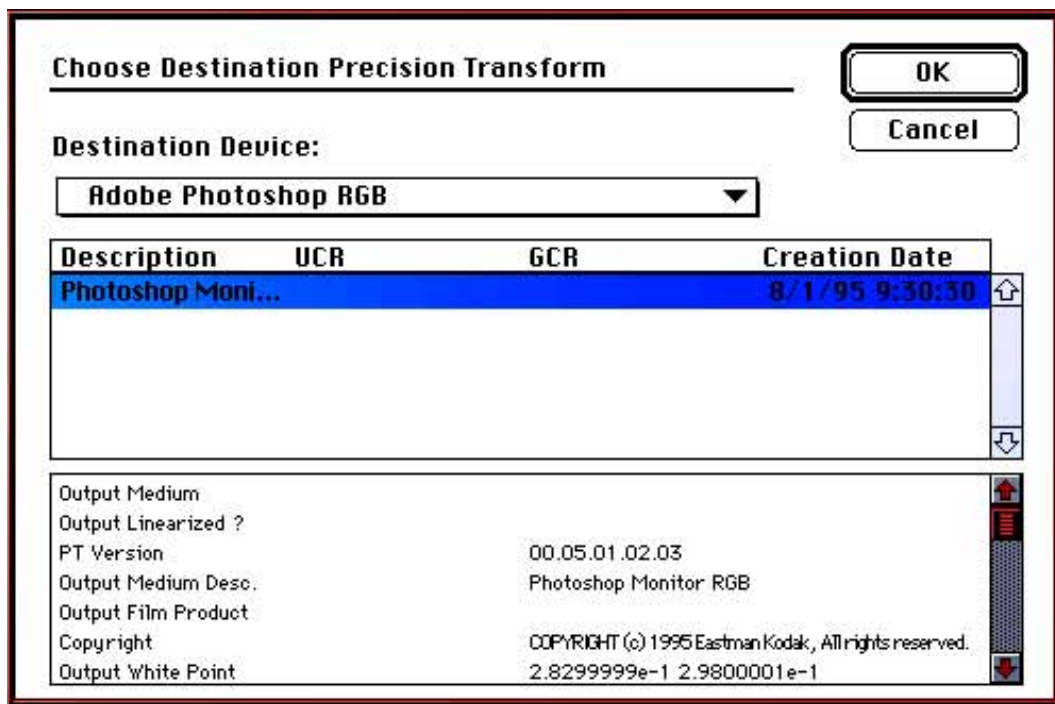 Choose Destination Precision Transform
OK
Cancel
Destination Device:
Adobe Photoshop RGB
Description UCR GCR Creation Date
Photoshop Moni... 8/1/95 9:30:30
Output Medium
Output Linearized ?
PT Version 00.05.01.02.03
Output Medium Desc. Photoshop Monitor RGB
Output Film Product
Copyright COPYRIGHT (c) 1995 Eastman Kodak, All rights reserved.
Output White Point 2.8299999e-1 2.9800001e-1